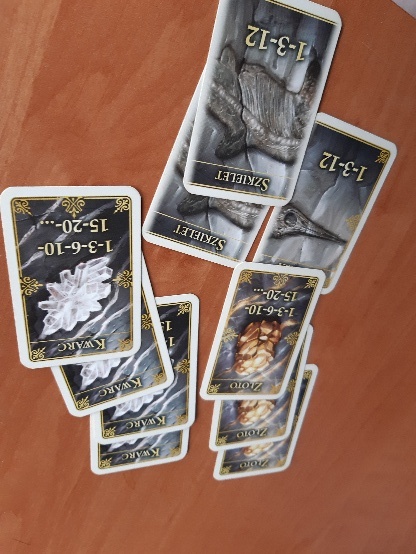 SZKIELET
1-3-12
SZKIELET
1-3-12
KWARC
1-3-6-10-
15-20-...
KWARC
KWARC
KWARC
ZŁOTO
1-3-6-10-
15-20-...
ZŁOTO
ZŁOTO